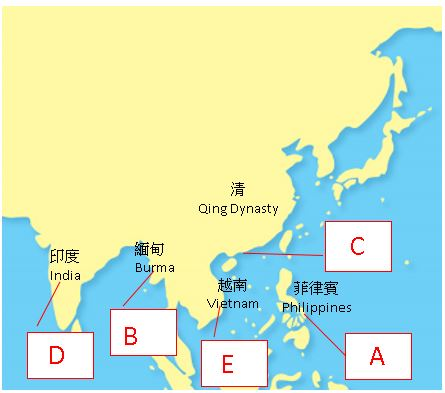 清
Qing Dynasty
印度
India
緬甸
Burma
C
越南
Vietnam
菲律賓
Philippines
D
B
E
A